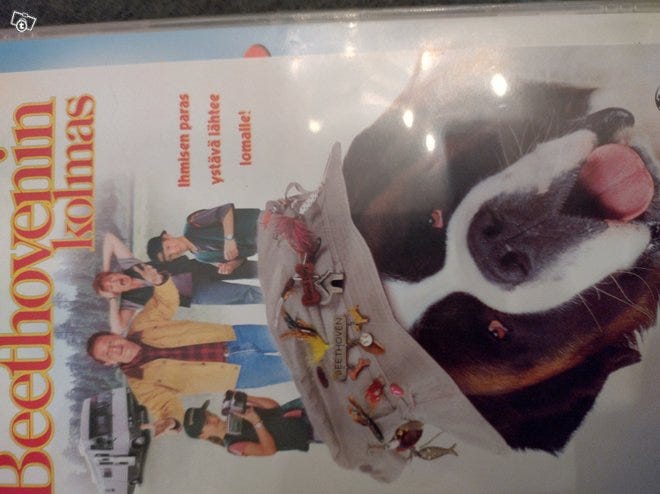 Beethovenin
kolmas
Ihmisen paras
ystävä lähtee
lomalle!
BEETHOVEN